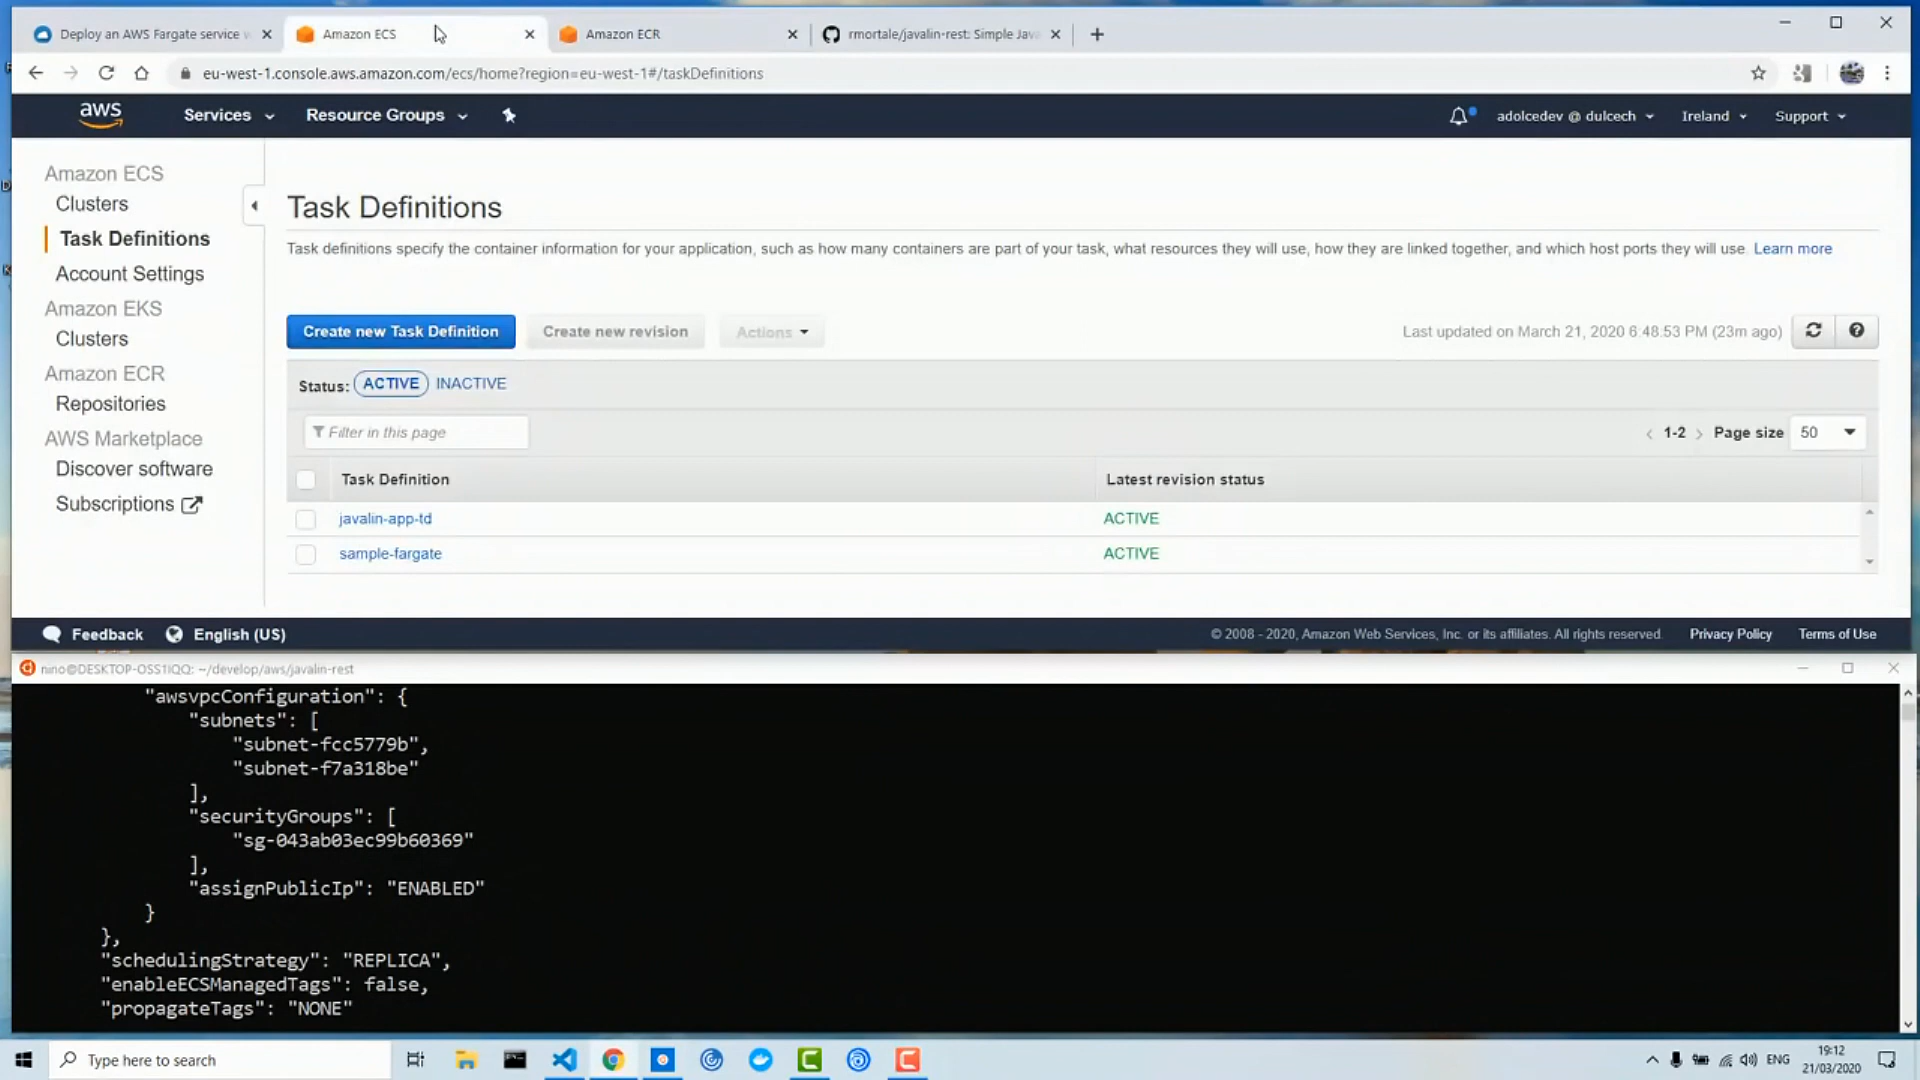 Deploy an AWS Fargate service w
Amazon ECS
Amazon ECR
rmortale/javalin-rest: Simple Jav
eu-west-1.console.aws.amazon.com/ecs/home?region=eu-west-1#/taskDefinitions
aws
Services
Resource Groups
adolcedev @ dulcech
Ireland
Support
Amazon ECS
Clusters
Task Definitions
Account Settings
Amazon EKS
Clusters
Amazon ECR
Repositories
AWS Marketplace
Discover software
Subscriptions
Task Definitions
Task definitions specify the container information for your application, such as how many containers are part of your task, what resources they will use, how they are linked together, and which host ports they will use. Learn more
Create new Task Definition
Create new revision
Actions
Last updated on March 21, 2020 6:48:53 PM (23m ago)
Status: ACTIVE INACTIVE
Filter in this page
1-2
Page size 50
Task Definition
Latest revision status
javalin-app-td
ACTIVE
sample-fargate
ACTIVE
Feedback
English (US)
© 2008 - 2020, Amazon Web Services, Inc. or its affiliates. All rights reserved.
Privacy Policy
Terms of Use
nino@DESKTOP-OSS1IQQ: ~/develop/aws/javalin-rest
"awsvpcConfiguration": {
"subnets": [
"subnet-fcc5779b",
"subnet-f7a318be"
],
"securityGroups": [
"sg-043ab03ec99b60369"
],
"assignPublicIp": "ENABLED"
}
},
"schedulingStrategy": "REPLICA",
"enableECSManagedTags": false,
"propagateTags": "NONE"
Type here to search
ENG
19:12
21/03/2020